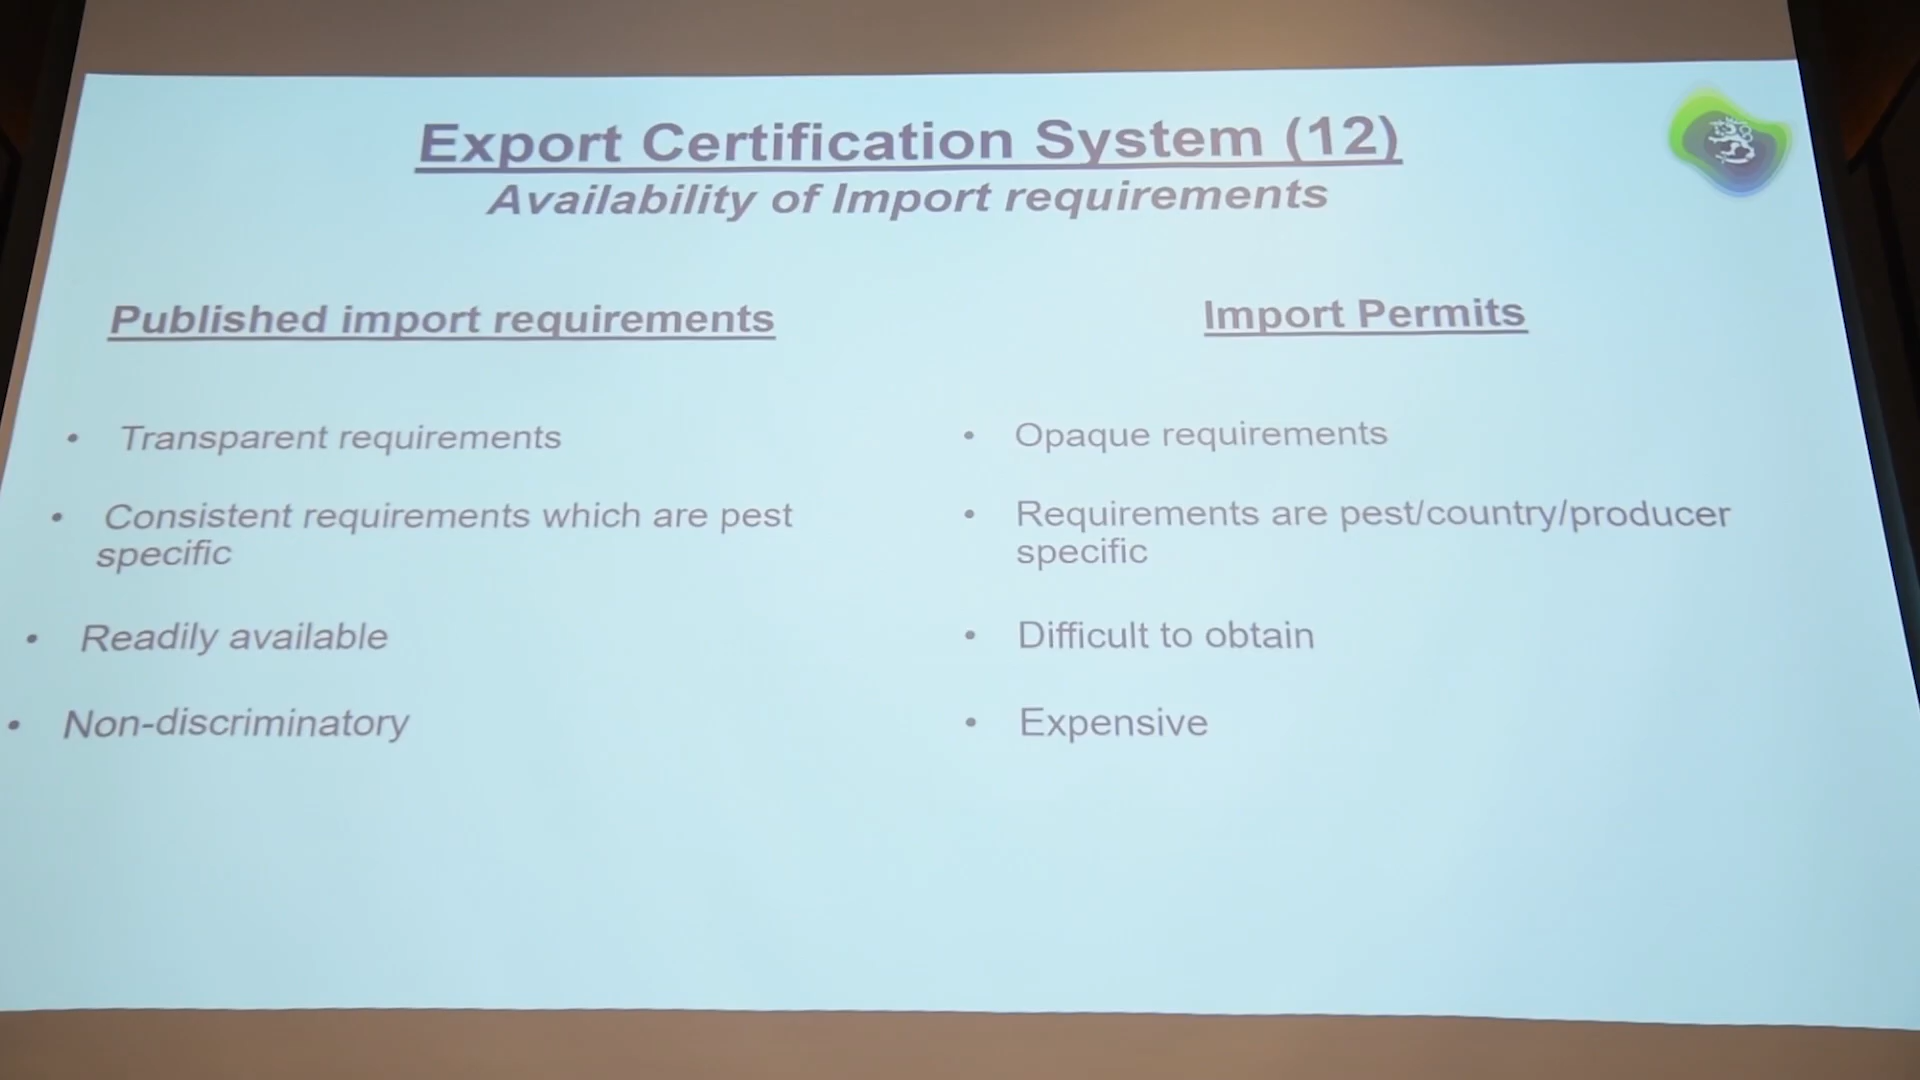 Export Certification System (12)
Availability of Import requirements
Published import requirements
• Transparent requirements
• Consistent requirements which are pest
specific
• Readily available
• Non-discriminatory
Import Permits
• Opaque requirements
• Requirements are pest/country/producer
specific
• Difficult to obtain
• Expensive